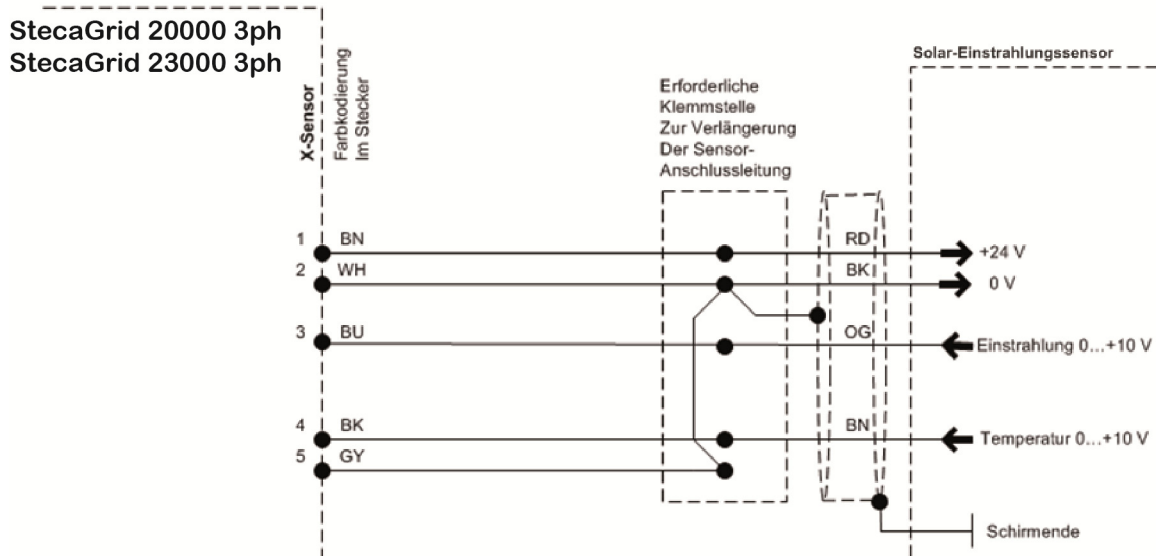 StecaGrid 20000 3ph
StecaGrid 23000 3ph
X-Sensor
Farbkodierung
Im Stecker
Erforderliche
Klemmstelle
Zur Verlängerung
Der Sensor-
Anschlussleitung
Solar-Einstrahlungssensor
1 BN RD +24 V
2 WH BK 0 V
3 BU OG Einstrahlung 0...+10 V
4 BK BN Temperatur 0...+10 V
5 GY
Schirmende